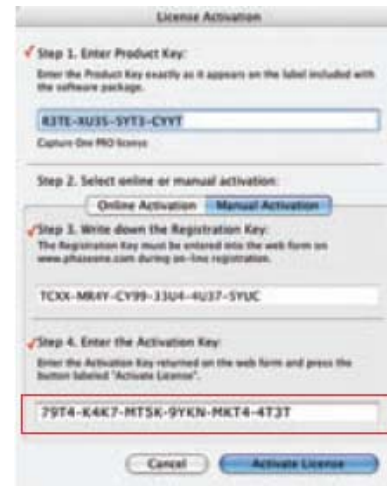 License Activation
Step 1. Enter Product Key:
Enter the Product Key exactly as it appears on the label included with
the software package.
Capture One PRO license
Step 2. Select online or manual activation:
Online Activation Manual Activation
Step 3. Write down the Registration Key:
The Registration Key must be entered into the web form on
www.phaseone.com during on-line registration.
TCXX-MR4Y-CY99-33U4-4U37-5YUC
Step 4. Enter the Activation Key:
Enter the Activation Key returned on the web form and press the
button labeled "Activate License".
79T4-K4K7-MT5K-9YKN-MKT4-4T3T
Cancel Activate License